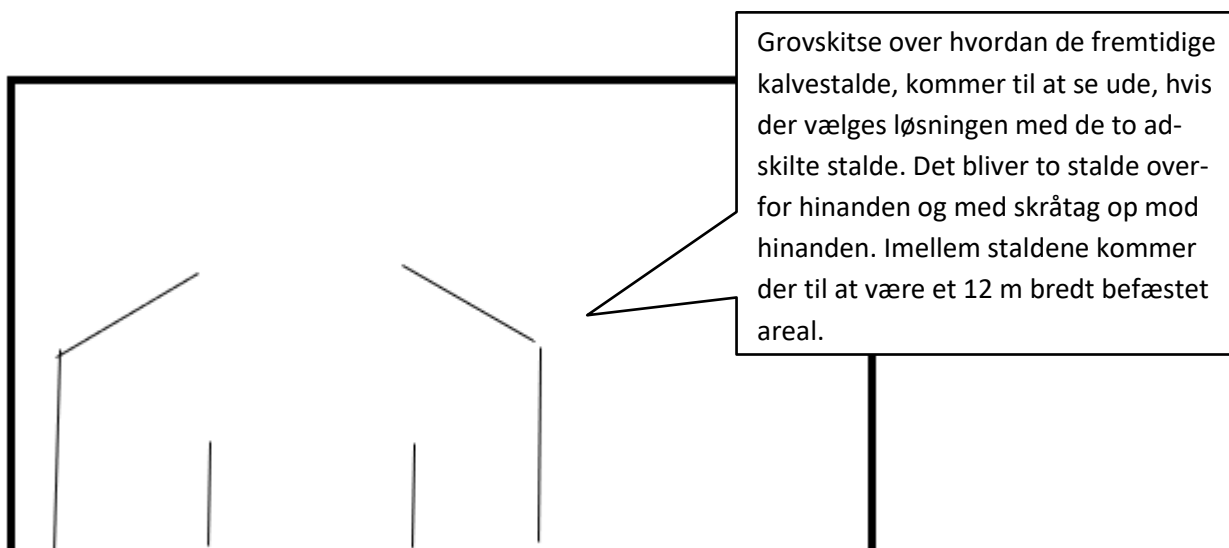 Grovskitse over hvordan de fremtidige
kalvestalde, kommer til at se ude, hvis
der vælges løsningen med de to ad-
skilte stalde. Det bliver to stalde over-
for hinanden og med skråtag op mod
hinanden. Imellem staldene kommer
der til at være et 12 m bredt befæstet
areal.